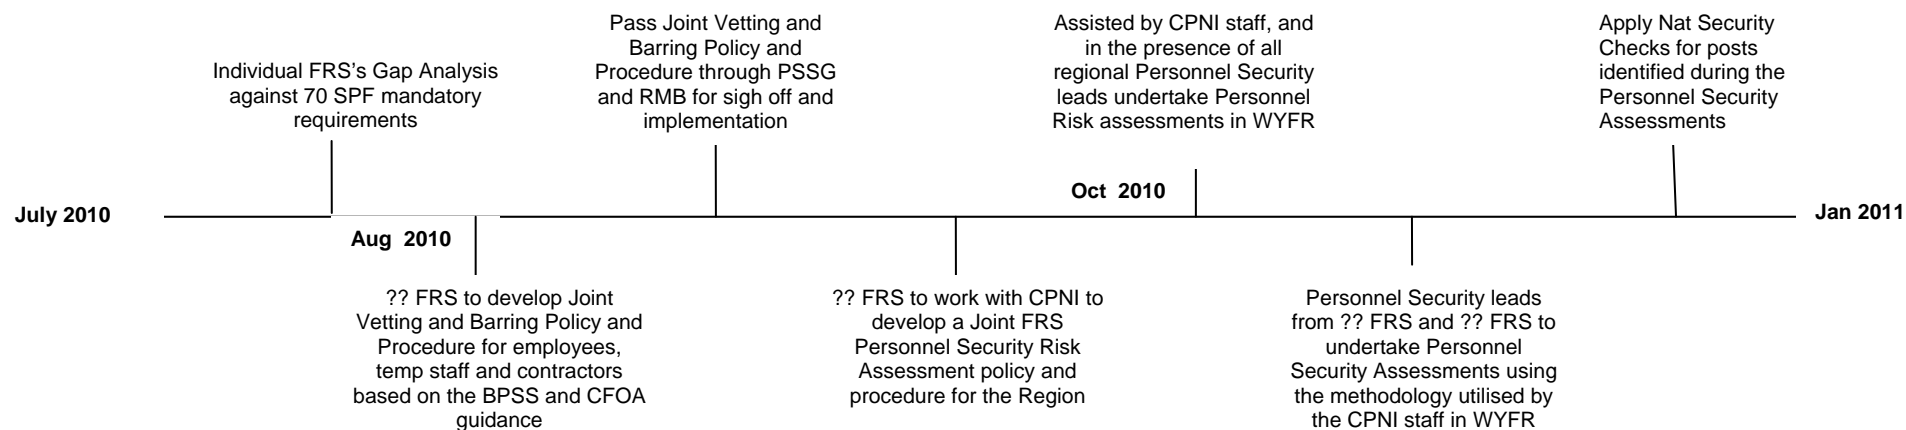 Individual FRS's Gap Analysis
against 70 SPF mandatory
requirements
Pass Joint Vetting and
Barring Policy and
Procedure through PSSG
and RMB for sigh off and
implementation
Assisted by CPNI staff, and
in the presence of all
regional Personnel Security
leads undertake Personnel
Risk assessments in WYFR
Apply Nat Security
Checks for posts
identified during the
Personnel Security
Assessments
July 2010
Aug 2010
Oct 2010
Jan 2011
?? FRS to develop Joint
Vetting and Barring Policy and
Procedure for employees,
temp staff and contractors
based on the BPSS and CFOA
guidance
?? FRS to work with CPNI to
develop a Joint FRS
Personnel Security Risk
Assessment policy and
procedure for the Region
Personnel Security leads
from ?? FRS and ?? FRS to
undertake Personnel
Security Assessments using
the methodology utilised by
the CPNI staff in WYFR